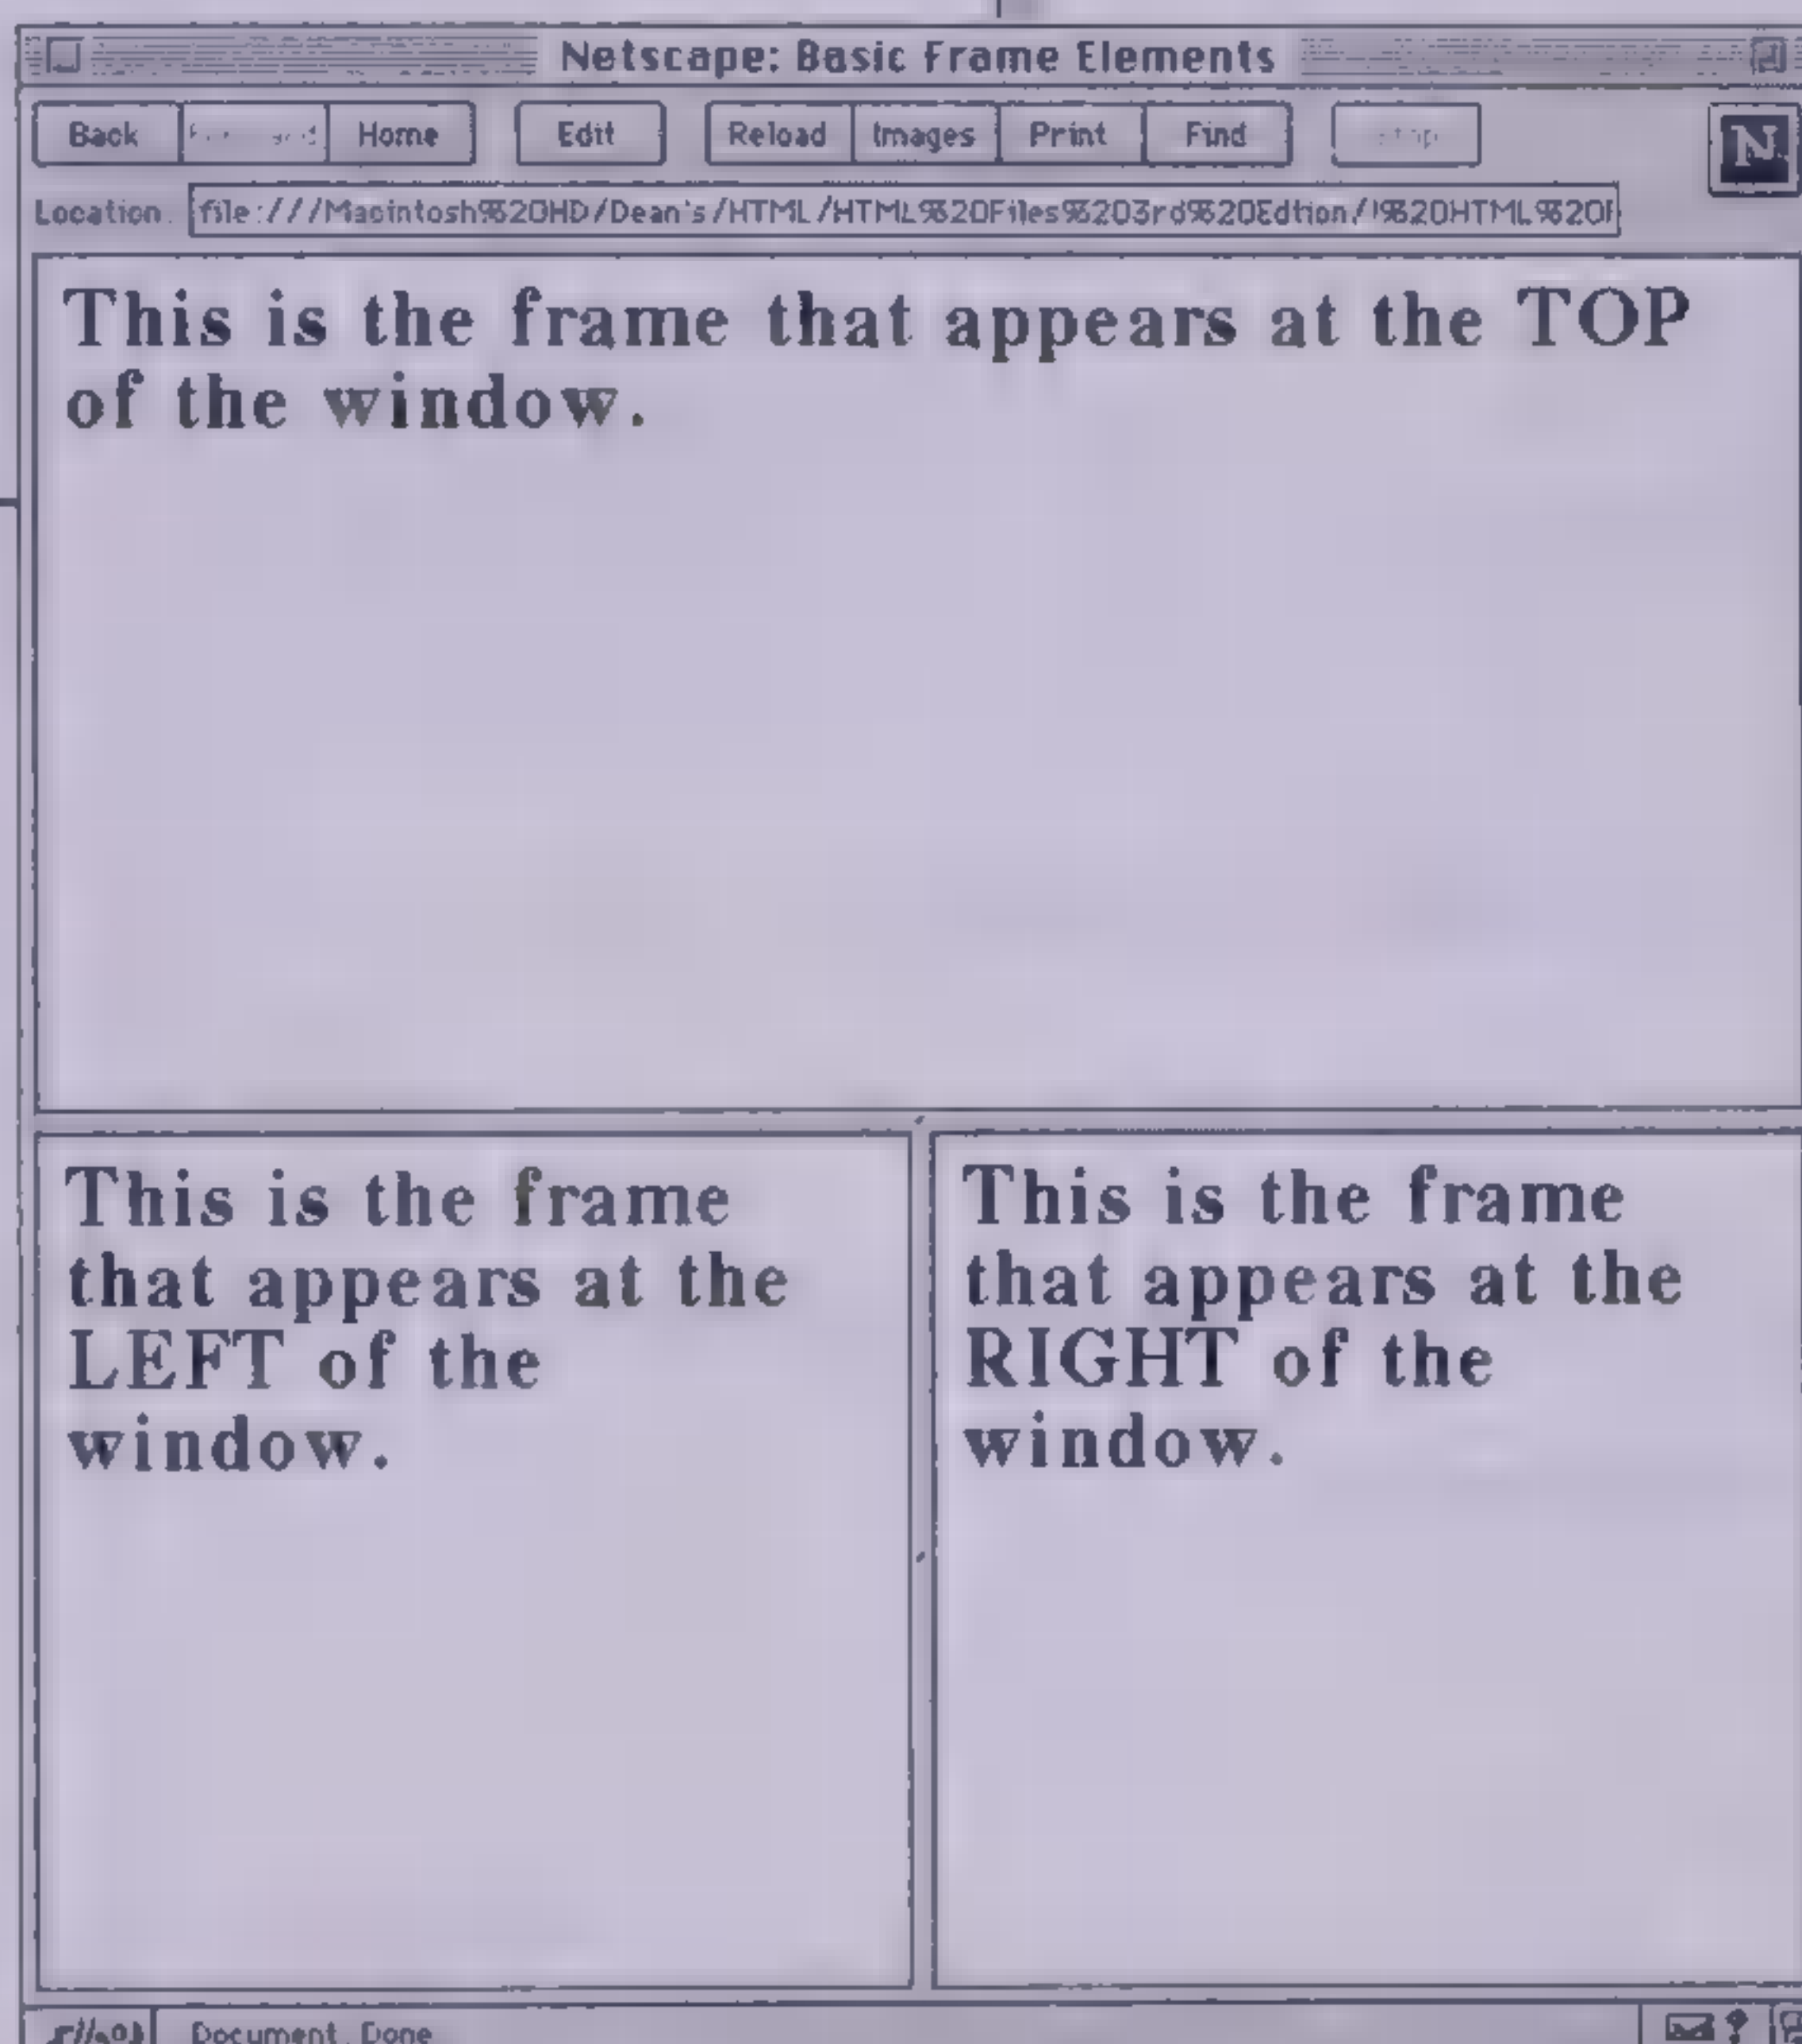 Netscape: Basic Frame Elements
Back Home Edit Reload Images Print Find
N
Location: file:///Macintosh%20HD/Dean's/HTML/HTML%20Files%203rd%20Edtion/!%20HTML%20F
This is the frame that appears at the TOP
of the window.
This is the frame
that appears at the
LEFT of the
window.
This is the frame
that appears at the
RIGHT of the
window.
Document: Done
?